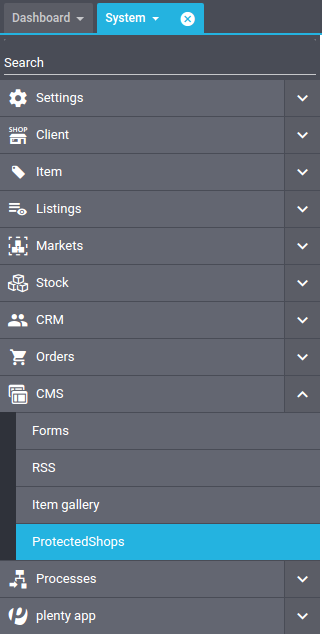 Dashboard
System
Search
Settings
SHOP
Client
Item
Listings
Markets
Stock
CRM
Orders
CMS
Forms
RSS
Item gallery
ProtectedShops
Processes
plenty app